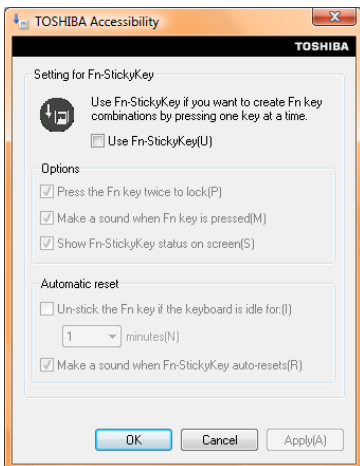 TOSHIBA Accessibility
TOSHIBA
Setting for Fn-StickyKey
Use Fn-StickyKey if you want to create Fn key
combinations by pressing one key at a time.
Use Fn-StickyKey(U)
Options
Press the Fn key twice to lock(P)
Make a sound when Fn key is pressed(M)
Show Fn-StickyKey status on screen(S)
Automatic reset
Un-stick the Fn key if the keyboard is idle for:(I)
1 minutes(N)
Make a sound when Fn-StickyKey auto-resets(R)
OK Cancel Apply(A)